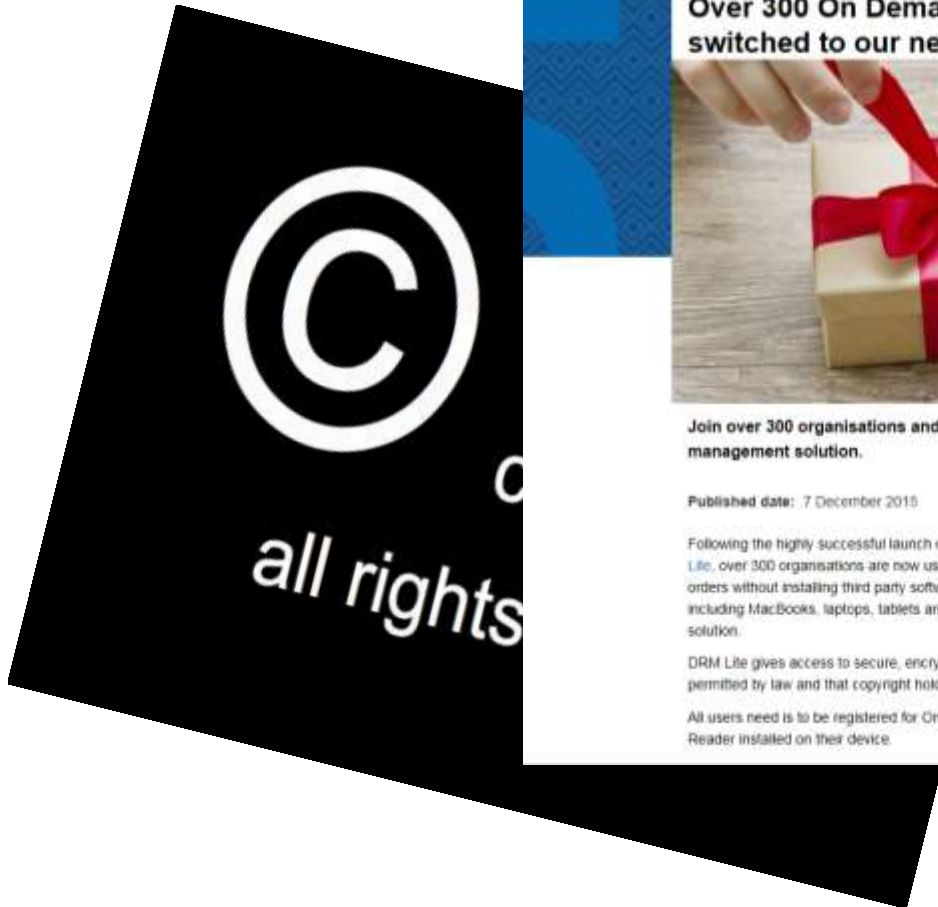 ©
c
all rights
Over 300 On Dema
switched to our ne
Join over 300 organisations and
management solution.
Published date: 7 December 2015
Following the highly successful launch
Lite, over 300 organisations are now us
orders without installing third party softw
including MacBooks, laptops, tablets an
solution.
DRM Lite gives access to secure, encry
permitted by law and that copyright hold
All users need is to be registered for On
Reader installed on their device.